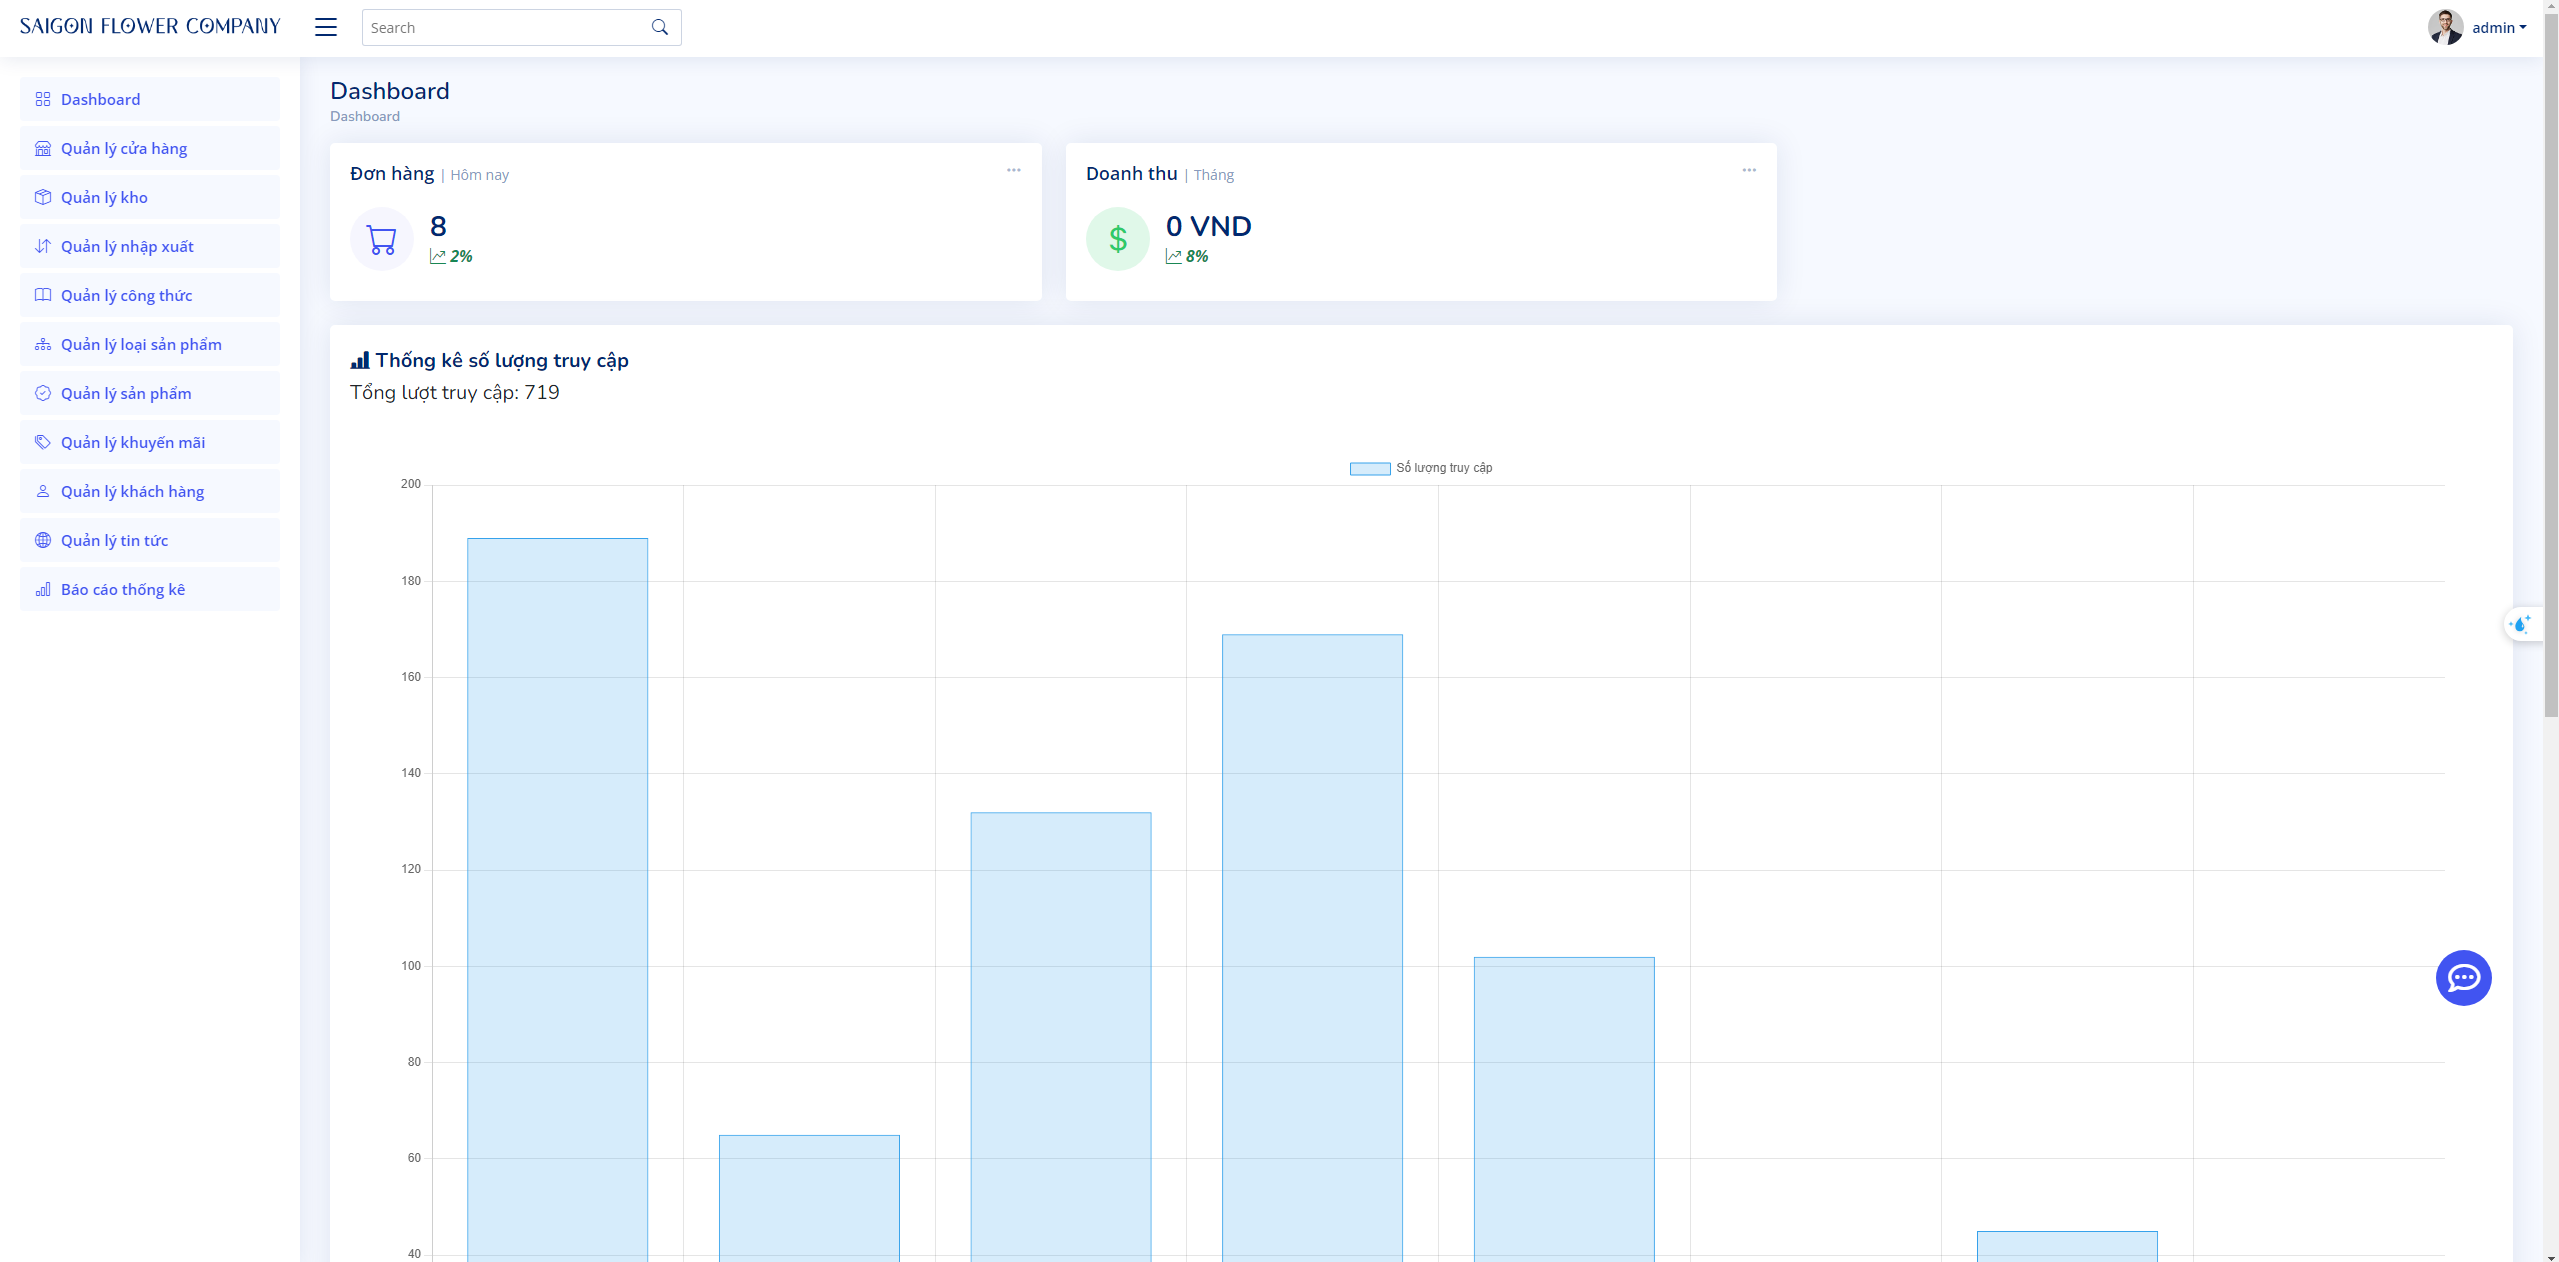 SAIGON FLOWER COMPANY
Search
admin
Dashboard
Quản lý cửa hàng
Quản lý kho
Quản lý nhập xuất
Quản lý công thức
Quản lý loại sản phẩm
Quản lý sản phẩm
Quản lý khuyến mãi
Quản lý khách hàng
Quản lý tin tức
Báo cáo thống kê
Dashboard
Dashboard
Đơn hàng | Hôm nay
8
2%
Doanh thu | Tháng
0 VND
8%
Thống kê số lượng truy cập
Tổng lượt truy cập: 719
Số lượng truy cập
200
180
160
140
120
100
80
60
40